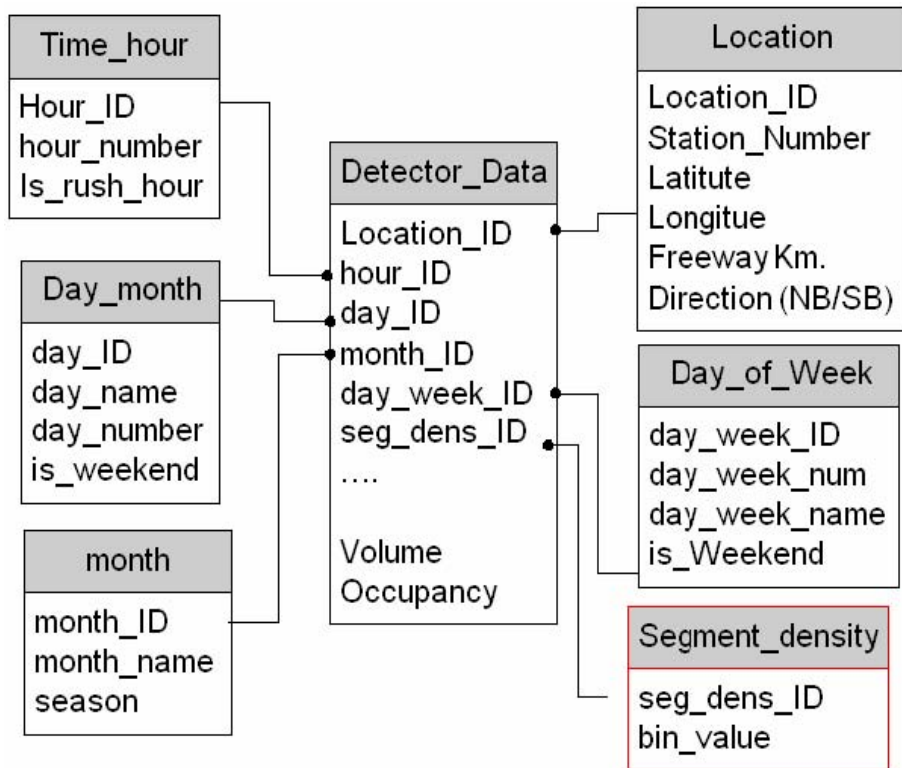 Time_hour
Hour_ID
hour_number
Is_rush_hour
Day_month
day_ID
day_name
day_number
is_weekend
month
month_ID
month_name
season
Detector_Data
Location_ID
hour_ID
day_ID
month_ID
day_week_ID
seg_dens_ID
....
Volume
Occupancy
Location
Location_ID
Station_Number
Latitute
Longitue
Freeway Km.
Direction (NB/SB)
Day_of_Week
day_week_ID
day_week_num
day_week_name
is_Weekend
Segment_density
seg_dens_ID
bin_value